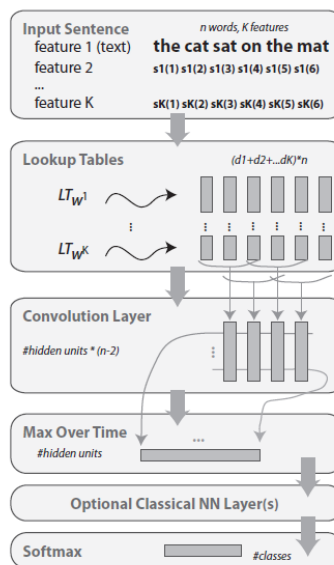 Input Sentence
n words, K features
feature 1 (text) the cat sat on the mat
feature 2 s1(1) s1(2) s1(3) s1(4) s1(5) s1(6)
...
feature K sK(1) sK(2) sK(3) sK(4) sK(5) sK(6)
Lookup Tables
(d1+d2+...dK)*n
LTW1
⋮
LTWK
Convolution Layer
#hidden units * (n-2)
Max Over Time
#hidden units
...
Optional Classical NN Layer(s)
Softmax
#classes